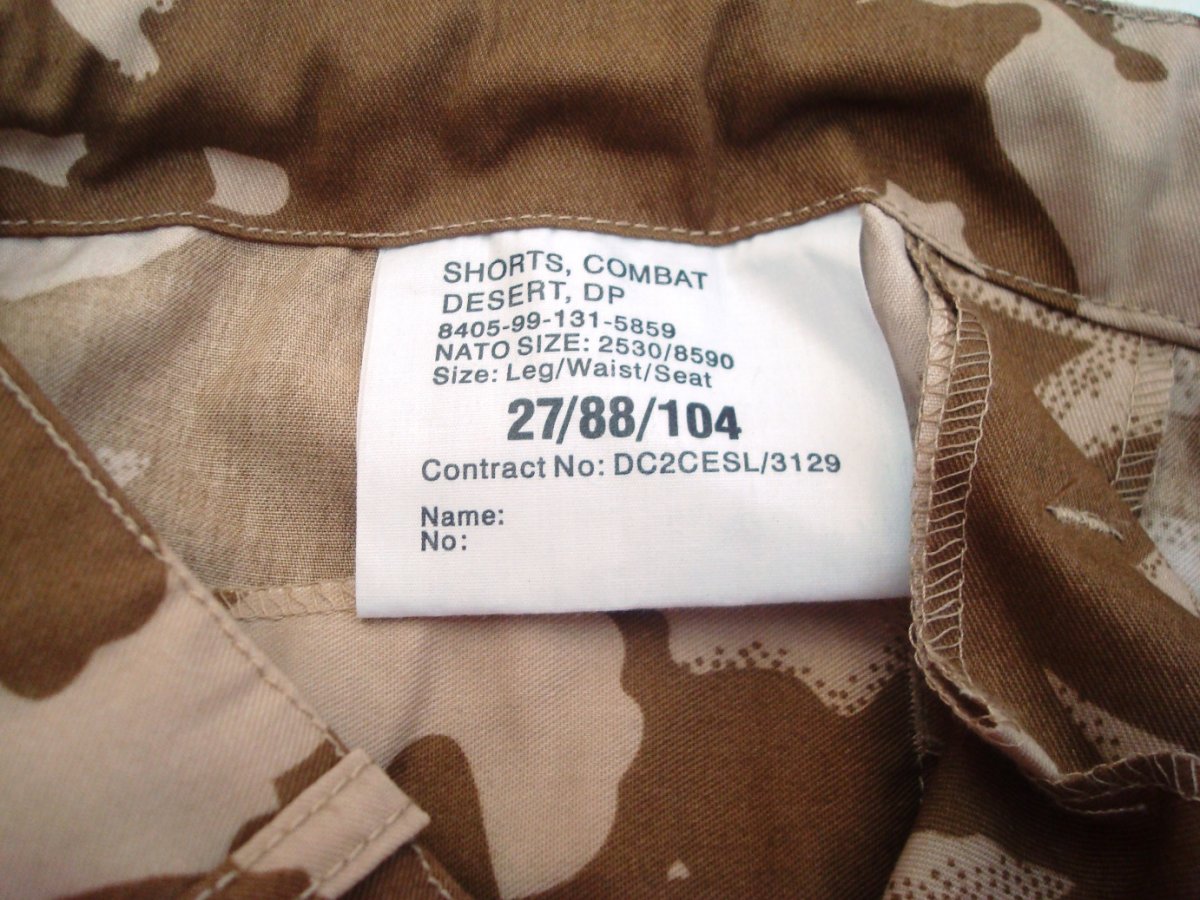 SHORTS, COMBAT
DESERT, DP
8405-99-131-5859
NATO SIZE: 2530/8590
Size: Leg/Waist/Seat
27/88/104
Contract No: DC2CESL/3129
Name:
No: